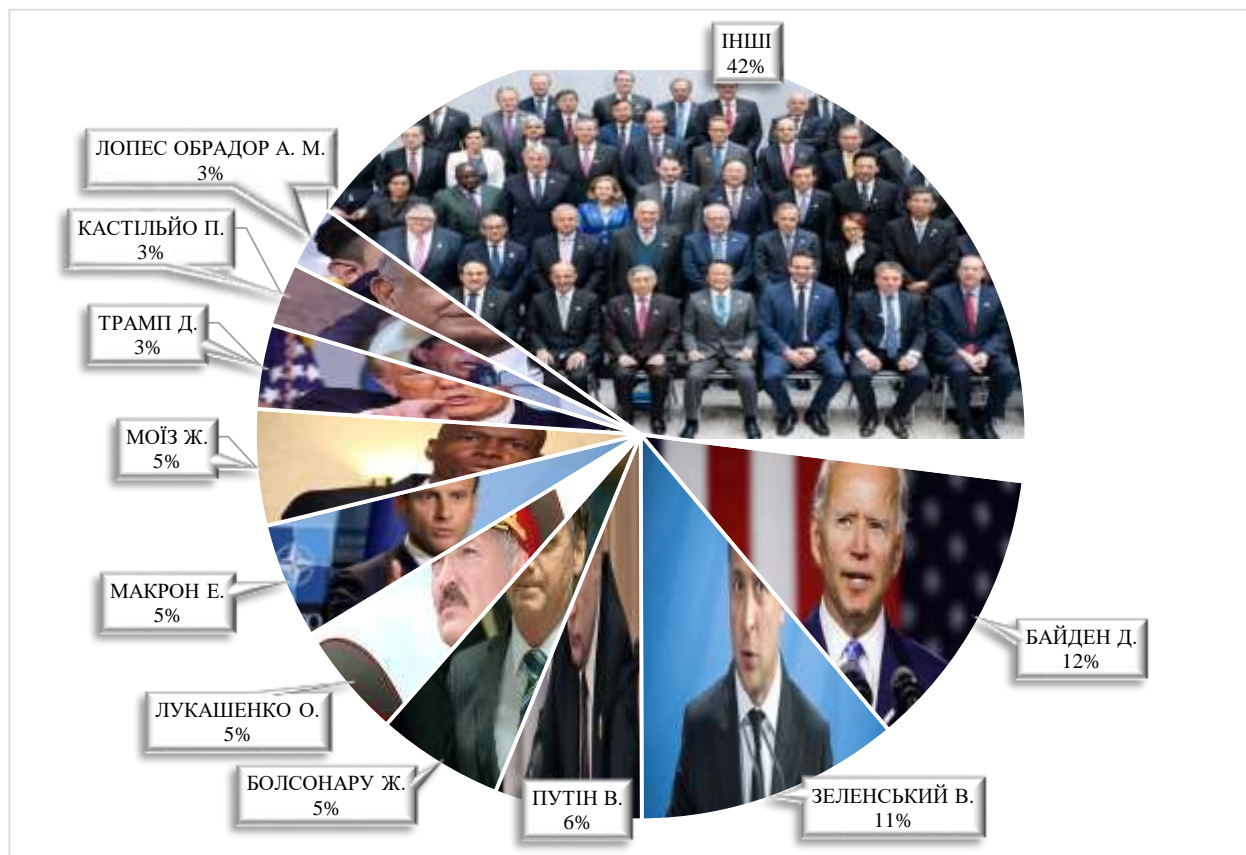 ІНШІ
42%
ЛОПЕС ОБРАДОР А. М.
3%
КАСТІЛЬЙО П.
3%
ТРАМП Д.
3%
МОЇЗ Ж.
5%
МАКРОН Е.
5%
ЛУКАШЕНКО О.
5%
БОЛСОНАРУ Ж.
5%
ПУТІН В.
6%
ЗЕЛЕНСЬКИЙ В.
11%
БАЙДЕН Д.
12%